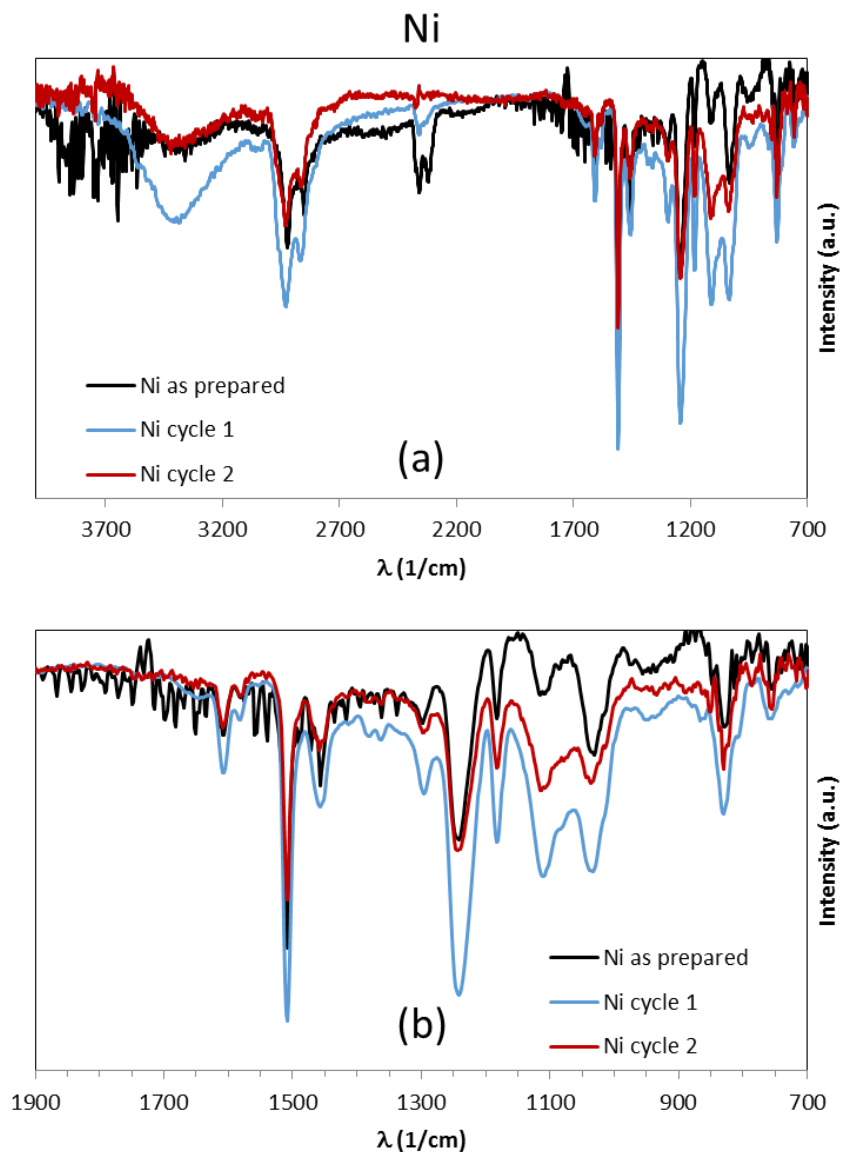 Ni
Intensity (a.u.)
Ni as prepared
Ni cycle 1
Ni cycle 2
(a)
3700 3200 2700 2200 1700 1200 700
λ (1/cm)
Intensity (a.u.)
Ni as prepared
Ni cycle 1
Ni cycle 2
(b)
1900 1700 1500 1300 1100 900 700
λ (1/cm)